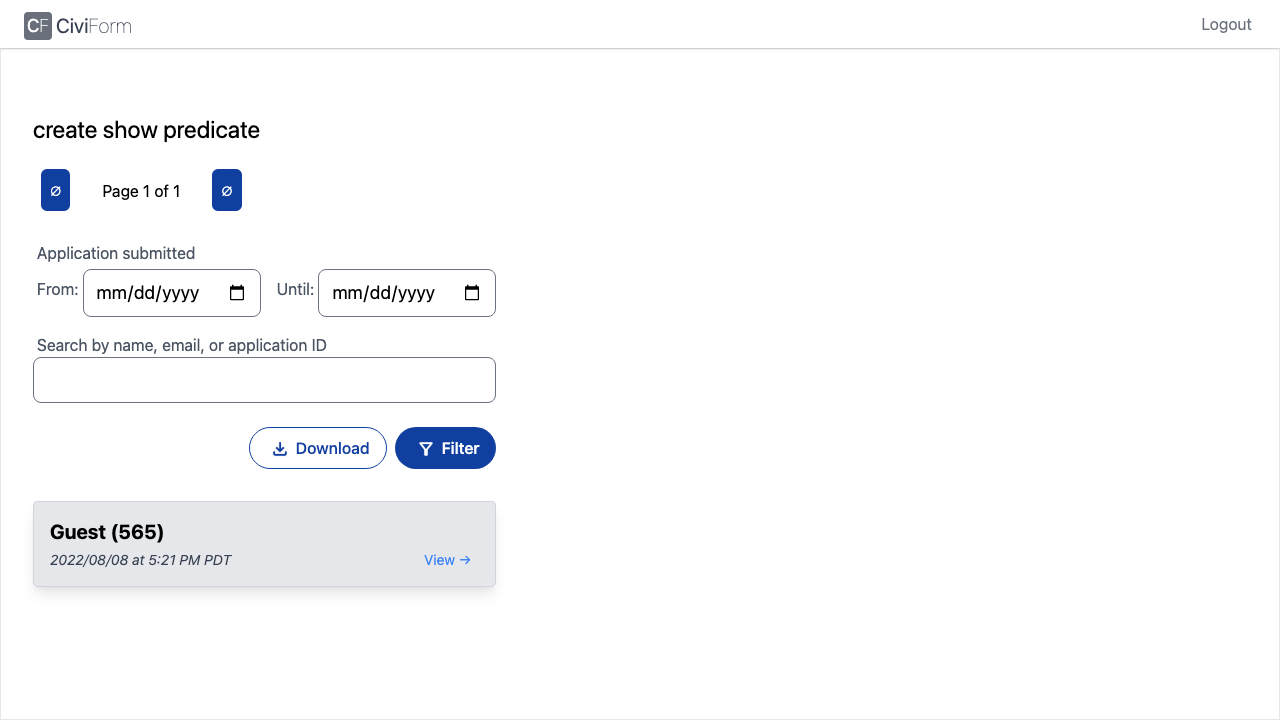 CF CiviForm
Logout
create show predicate
∅ Page 1 of 1 ∅
Application submitted
From: mm/dd/yyyy Until: mm/dd/yyyy
Search by name, email, or application ID
Download Filter
Guest (565)
2022/08/08 at 5:21 PM PDT View →